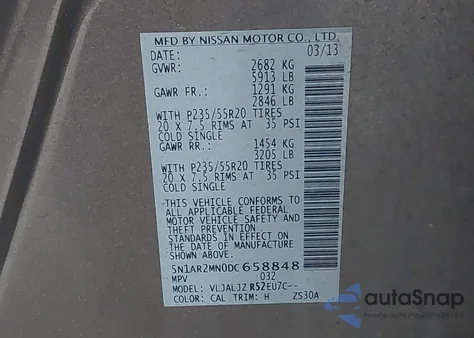 MFD BY NISSAN MOTOR CO., LTD.
DATE: 03/13
GVWR: 2682 KG
5913 LB
GAWR FR.: 1291 KG
2846 LB
WITH P235/55R20 TIRES
20 X 7.5 RIMS AT 35 PSI
COLD SINGLE
GAWR RR.: 1454 KG
3205 LB
WITH P235/55R20 TIRES
20 X 7.5 RIMS AT 35 PSI
COLD SINGLE
THIS VEHICLE CONFORMS TO
ALL APPLICABLE FEDERAL
MOTOR VEHICLE SAFETY AND
THEFT PREVENTION
STANDARDS IN EFFECT ON
THE DATE OF MANUFACTURE
SHOWN ABOVE:
5N1AR2MN0DC658848
MPV 032
MODEL: VLJALJZ R52EU7C--
COLOR: CAL TRIM: H ZS30A
autoSnap